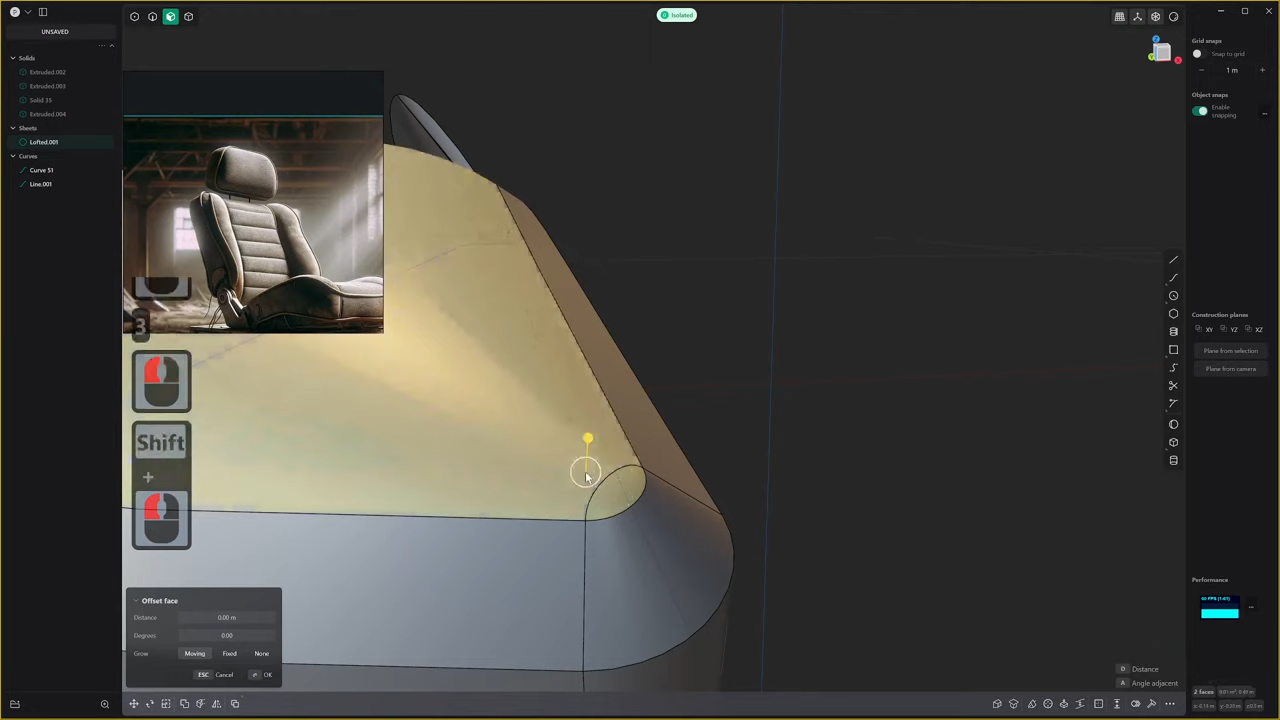 UNSAVED
Solids
Extruded.002
Extruded.003
Solid 35
Extruded.004
Sheets
Lofted.001
Curves
Curve 51
Line.001
Isolated
3
Shift
+
Offset face
Distance 0.00 m
Degrees 0.00
Grow Moving Fixed None
ESC Cancel OK
Grid snaps
Snap to grid
− 1 m +
Object snaps
Enable
snapping
Construction planes
XY YZ XZ
Plane from selection
Plane from camera
Performance
D Distance
A Angle adjacent
2 faces